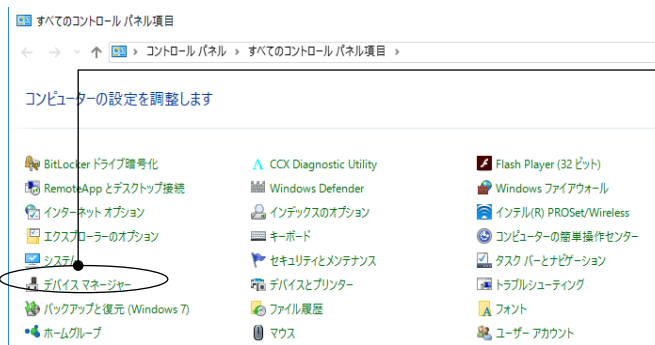 すべてのコントロール パネル項目
コントロール パネル › すべてのコントロール パネル項目 ›
コンピューターの設定を調整します
BitLocker ドライブ暗号化
CCX Diagnostic Utility
Flash Player (32 ビット)
RemoteApp とデスクトップ接続
Windows Defender
Windows ファイアウォール
インターネット オプション
インデックスのオプション
インテル(R) PROSet/Wireless
エクスプローラーのオプション
キーボード
コンピューターの簡単操作センター
システム
セキュリティとメンテナンス
タスク バーとナビゲーション
デバイス マネージャー
デバイスとプリンター
トラブルシューティング
バックアップと復元 (Windows 7)
ファイル履歴
フォント
ホームグループ
マウス
ユーザー アカウント